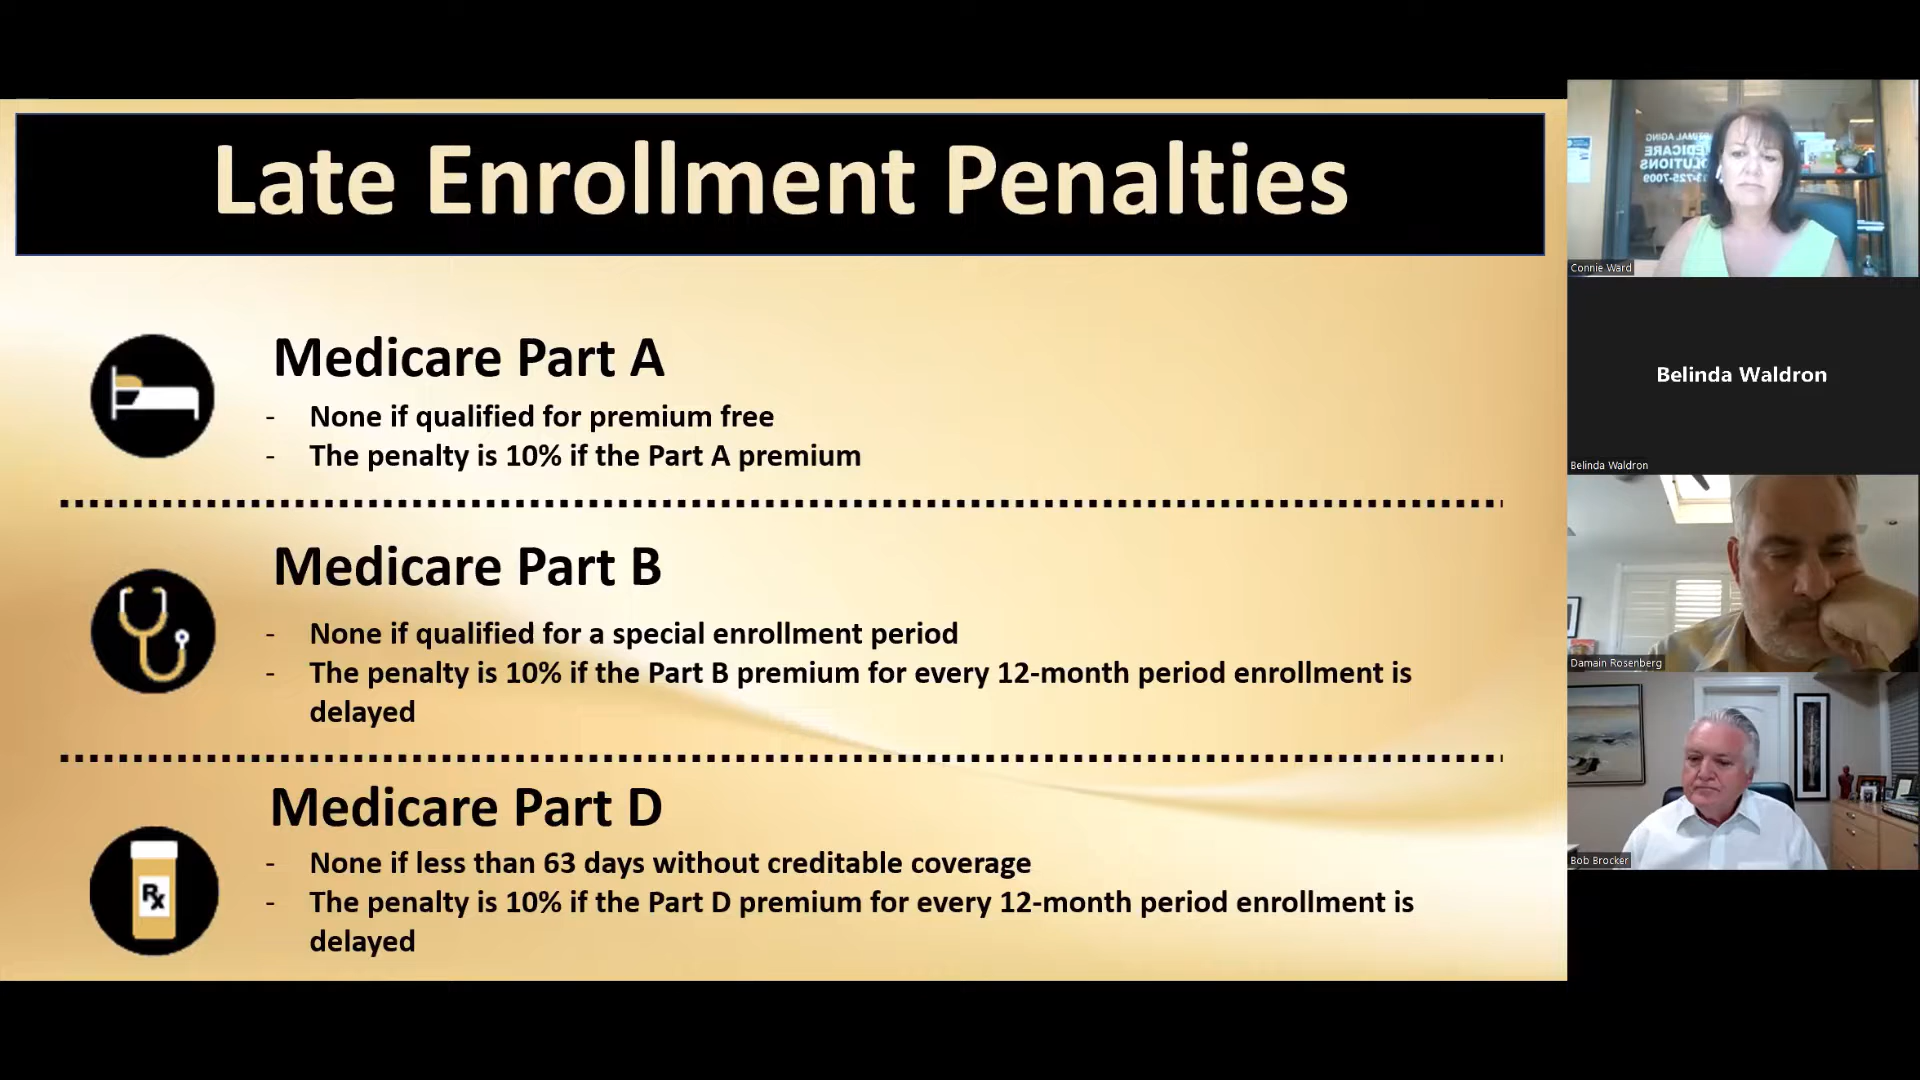 Late Enrollment Penalties
Medicare Part A
- None if qualified for premium free
- The penalty is 10% if the Part A premium
Medicare Part B
- None if qualified for a special enrollment period
- The penalty is 10% if the Part B premium for every 12-month period enrollment is
delayed
Medicare Part D
Rx
- None if less than 63 days without creditable coverage
- The penalty is 10% if the Part D premium for every 12-month period enrollment is
delayed
Connie Ward
Belinda Waldron
Belinda Waldron
Damain Rosenberg
Bob Brocker